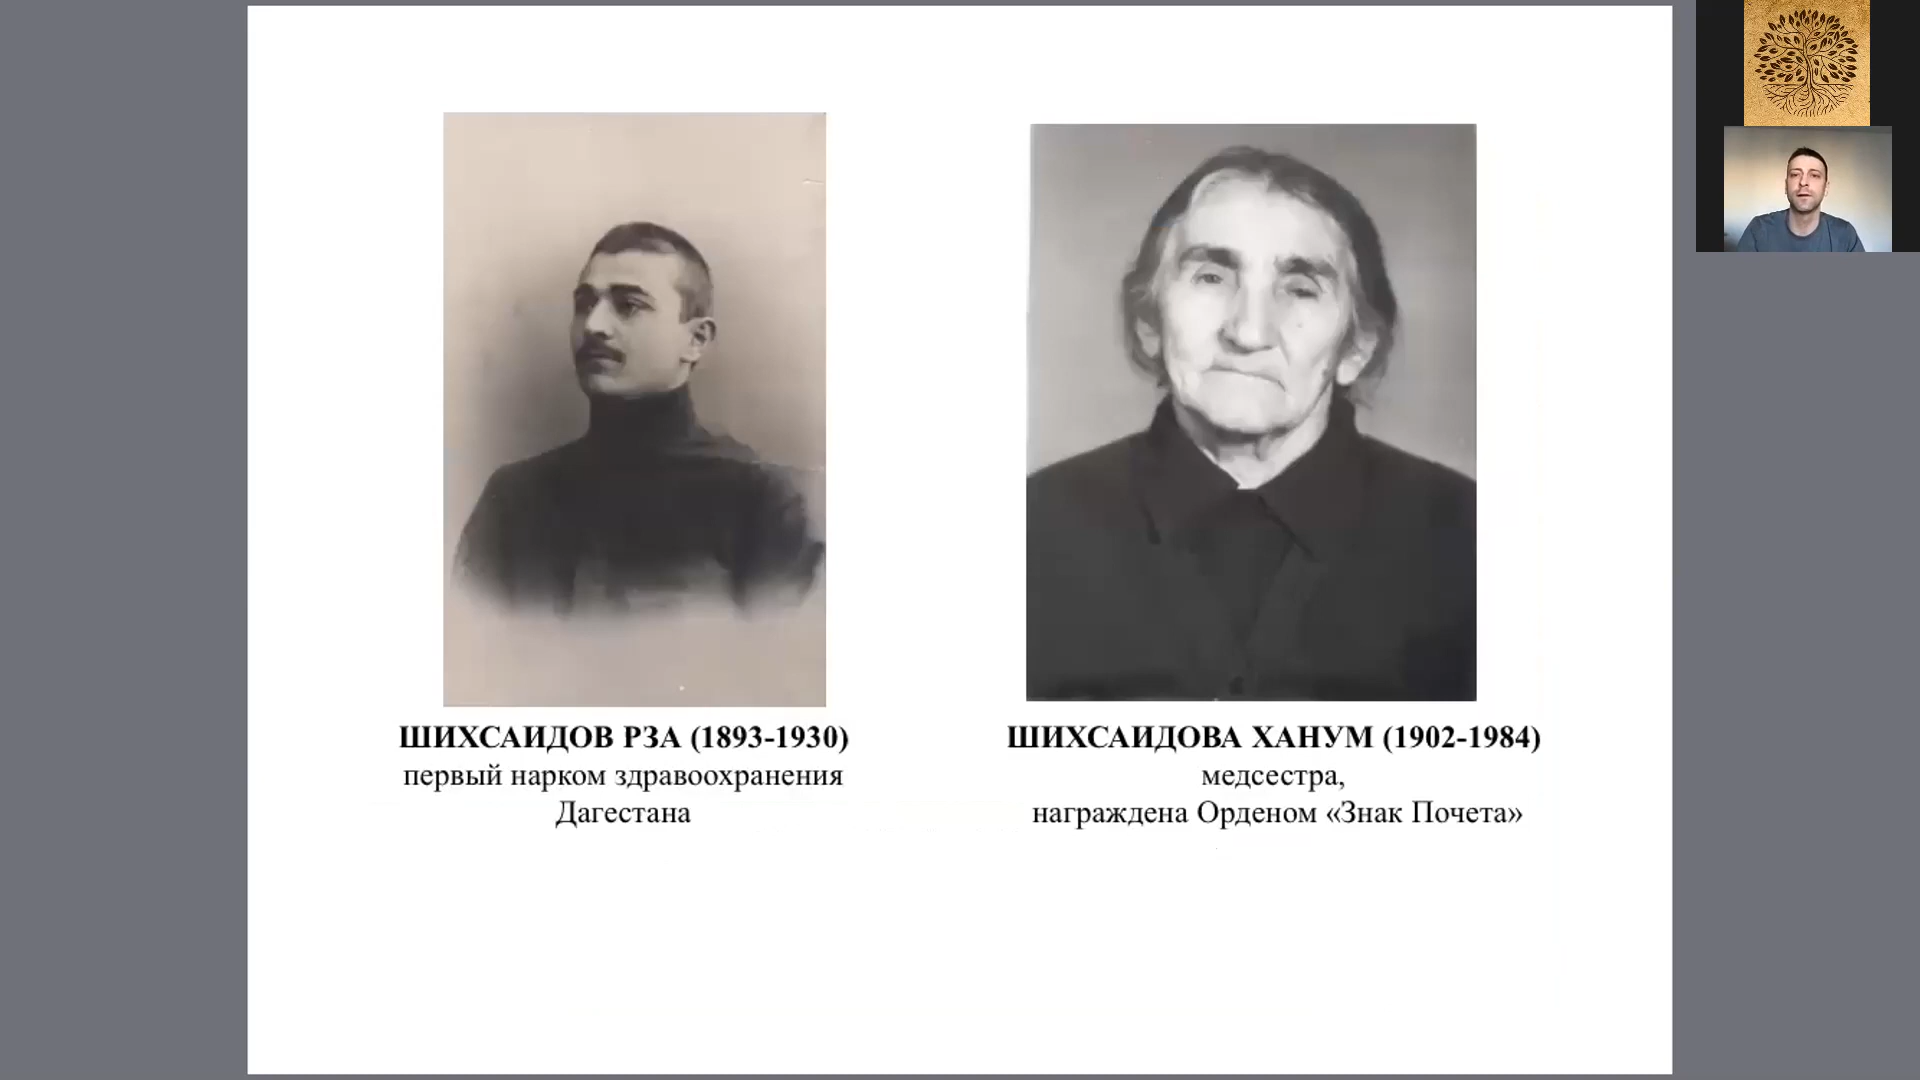 ШИХСАИДОВ РЗА (1893-1930)
первый нарком здравоохранения
Дагестана
ШИХСАИДОВА ХАНУМ (1902-1984)
медсестра,
награждена Орденом «Знак Почета»